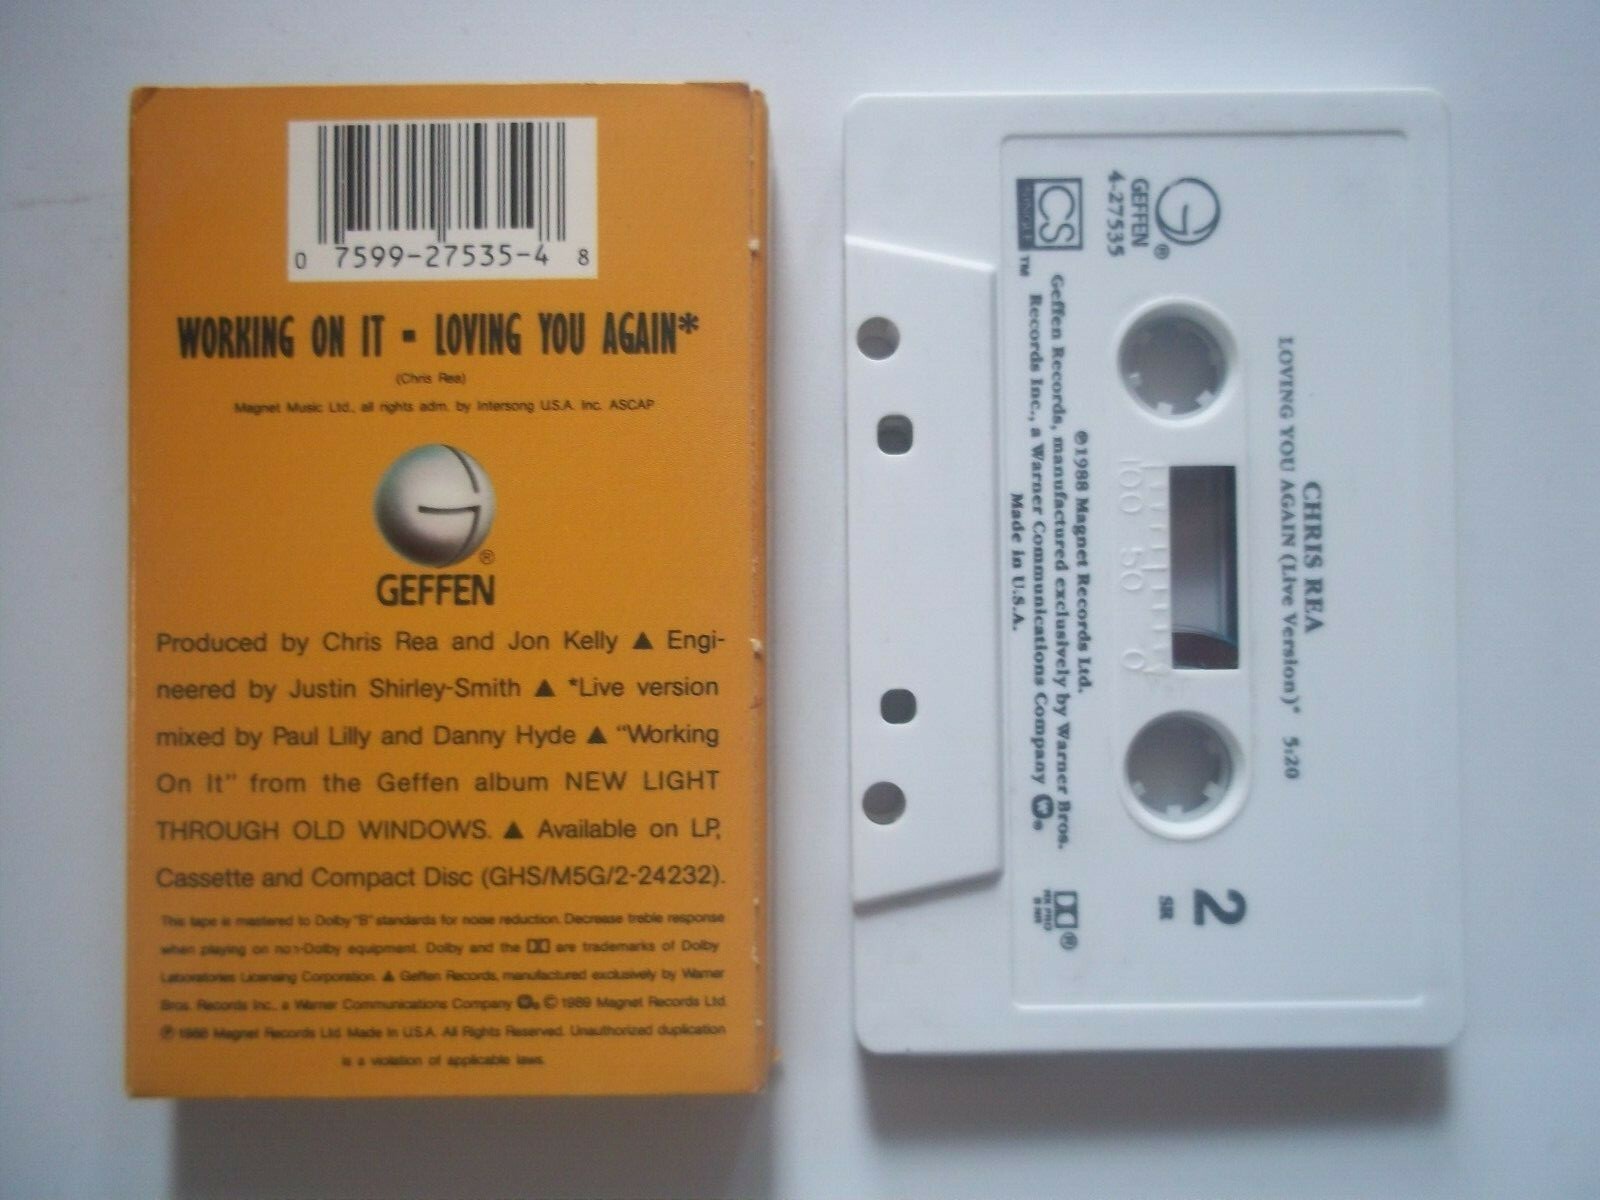 0 7599-27535-4 8
WORKING ON IT - LOVING YOU AGAIN*
(Chris Rea)
Magnet Music Ltd., all rights adm. by Intersong U.S.A. Inc. ASCAP
®
GEFFEN
Produced by Chris Rea and Jon Kelly ▲ Engi-
neered by Justin Shirley-Smith ▲ *Live version
mixed by Paul Lilly and Danny Hyde ▲ "Working
On It" from the Geffen album NEW LIGHT
THROUGH OLD WINDOWS. ▲ Available on LP,
Cassette and Compact Disc (GHS/M5G/2-24232).
This tape is mastered to Dolby "B" standards for noise reduction. Decrease treble response
when playing on non-Dolby equipment. Dolby and the are trademarks of Dolby
Laboratories Licensing Corporation. ▲ Geffen Records, manufactured exclusively by Warner
Bros. Records Inc., a Warner Communications Company © 1989 Magnet Records Ltd.
℗ 1988 Magnet Records Ltd. Made in U.S.A. All Rights Reserved. Unauthorized duplication
is a violation of applicable laws.
CHRIS REA
LOVING YOU AGAIN (Live Version)* 5:20
GEFFEN ®
4-27535
2
SR
100 50 0
CS
SINGLE
TM
℗1988 Magnet Records Ltd.
Geffen Records, manufactured exclusively by Warner Bros.
Records Inc., a Warner Communications Company
Made in U.S.A.
®
HX PRO